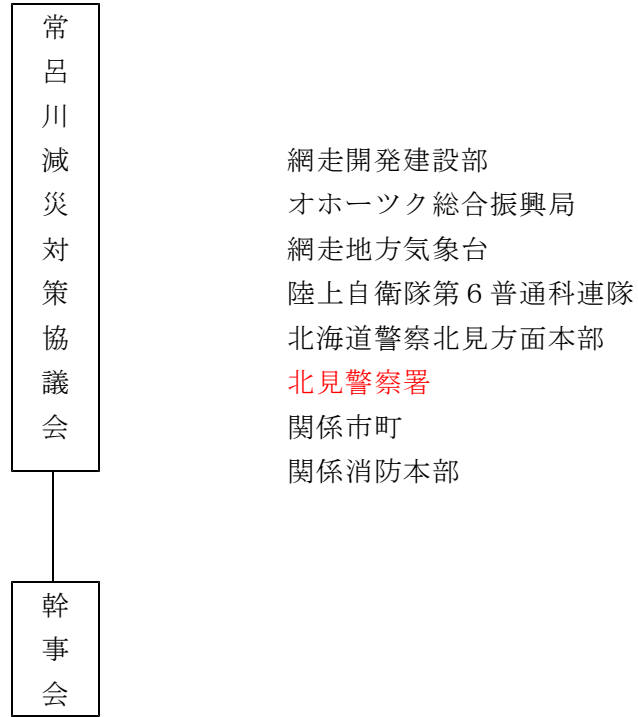 常呂川減災対策協議会
網走開発建設部
オホーツク総合振興局
網走地方気象台
陸上自衛隊第６普通科連隊
北海道警察北見方面本部
北見警察署
関係市町
関係消防本部
幹事会